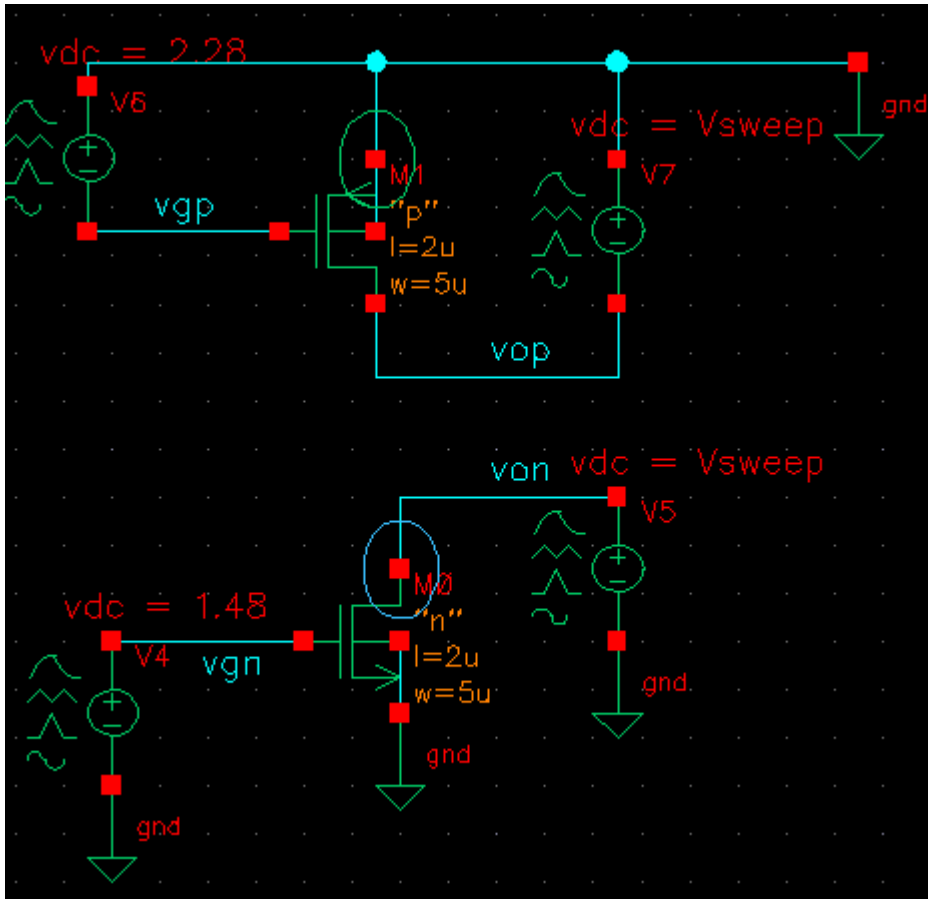 vdc = 2.28
V6
gnd
vdc = Vsweep
M1
V7
vgp
"p"
l=2u
w=5u
vop
von
vdc = Vsweep
V5
MØ
vdc = 1.48
"n"
V4
vgn
l=2u
w=5u
gnd
gnd
gnd